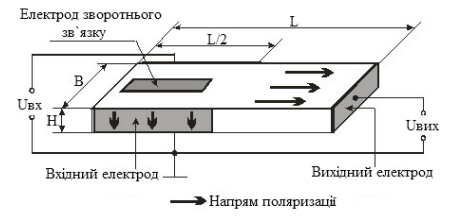 Електрод зворотнього
зв`язку
L
L/2
B
Uвх
H
Uвих
Вхідний електрод
Вихідний електрод
Напрям поляризації